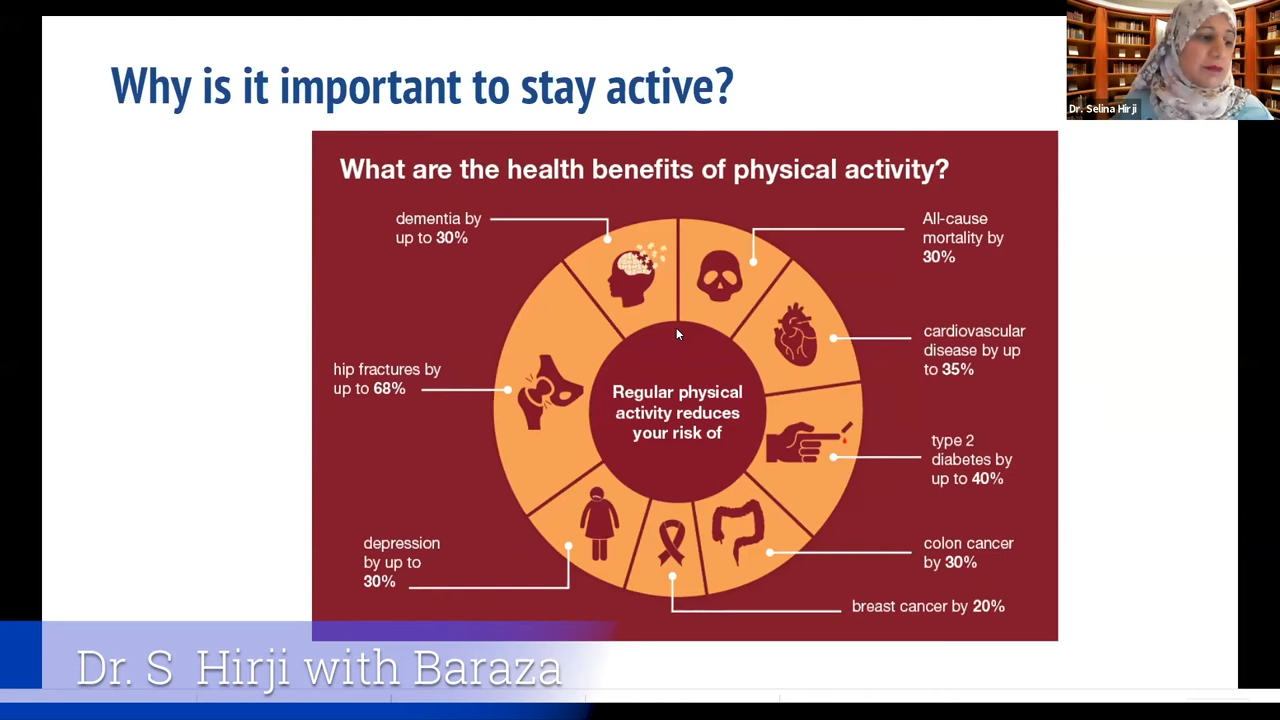 Why is it important to stay active?
Dr. Selina Hirji
What are the health benefits of physical activity?
dementia by
up to 30%
All-cause
mortality by
30%
cardiovascular
disease by up
to 35%
hip fractures by
up to 68%
Regular physical
activity reduces
your risk of
type 2
diabetes by
up to 40%
depression
by up to
30%
colon cancer
by 30%
breast cancer by 20%
Dr. S Hirji with Baraza